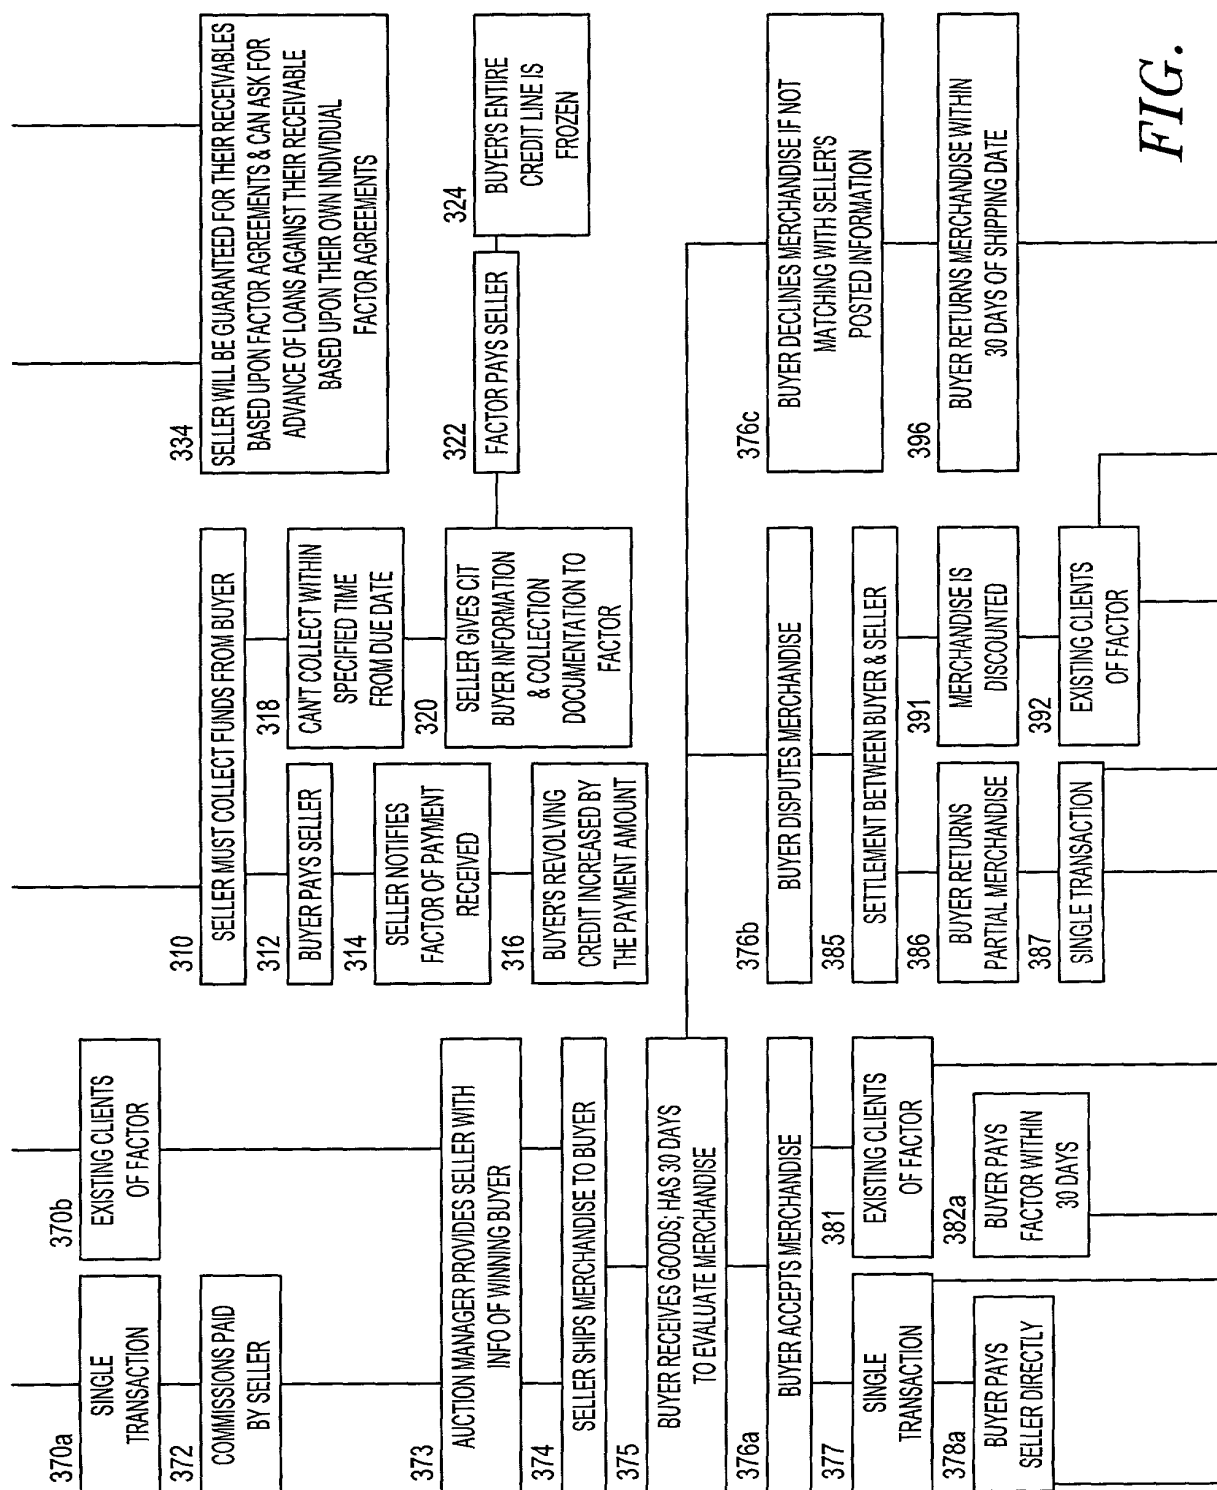 370a
SINGLE
TRANSACTION
370b
EXISTING CLIENTS
OF FACTOR
372
COMMISSIONS PAID
BY SELLER
373
AUCTION MANAGER PROVIDES SELLER WITH
INFO OF WINNING BUYER
374
SELLER SHIPS MERCHANDISE TO BUYER
375
BUYER RECEIVES GOODS; HAS 30 DAYS
TO EVALUATE MERCHANDISE
376a
BUYER ACCEPTS MERCHANDISE
377
SINGLE
TRANSACTION
381
EXISTING CLIENTS
OF FACTOR
378a
BUYER PAYS
SELLER DIRECTLY
382a
BUYER PAYS
FACTOR WITHIN
30 DAYS
310
SELLER MUST COLLECT FUNDS FROM BUYER
312
BUYER PAYS SELLER
314
SELLER NOTIFIES
FACTOR OF PAYMENT
RECEIVED
316
BUYER'S REVOLVING
CREDIT INCREASED BY
THE PAYMENT AMOUNT
318
CAN'T COLLECT WITHIN
SPECIFIED TIME
FROM DUE DATE
320
SELLER GIVES CIT
BUYER INFORMATION
& COLLECTION
DOCUMENTATION TO
FACTOR
322
FACTOR PAYS SELLER
324
BUYER'S ENTIRE
CREDIT LINE IS
FROZEN
334
SELLER WILL BE GUARANTEED FOR THEIR RECEIVABLES
BASED UPON FACTOR AGREEMENTS & CAN ASK FOR
ADVANCE OF LOANS AGAINST THEIR RECEIVABLE
BASED UPON THEIR OWN INDIVIDUAL
FACTOR AGREEMENTS
376b
BUYER DISPUTES MERCHANDISE
385
SETTLEMENT BETWEEN BUYER & SELLER
386
BUYER RETURNS
PARTIAL MERCHANDISE
387
SINGLE TRANSACTION
391
MERCHANDISE IS
DISCOUNTED
392
EXISTING CLIENTS
OF FACTOR
376c
BUYER DECLINES MERCHANDISE IF NOT
MATCHING WITH SELLER'S
POSTED INFORMATION
396
BUYER RETURNS MERCHANDISE WITHIN
30 DAYS OF SHIPPING DATE
FIG.